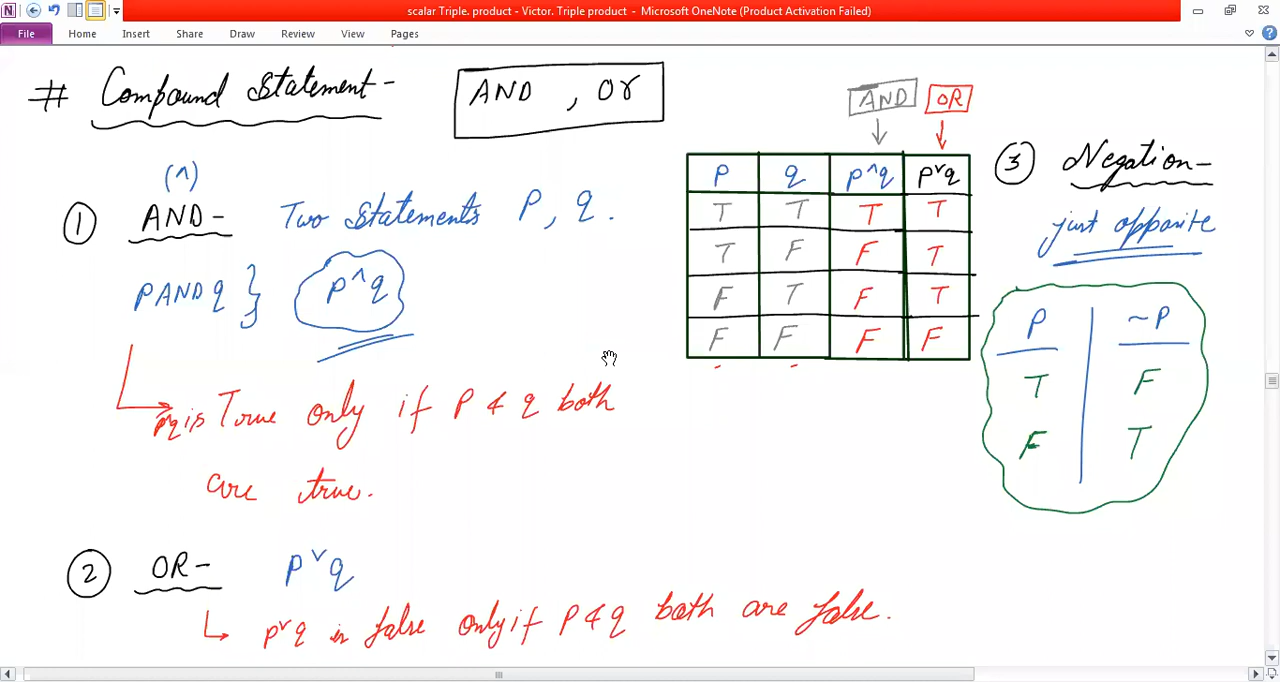 scalar Triple. product - Victor. Triple product - Microsoft OneNote (Product Activation Failed)
File Home Insert Share Draw Review View Pages
# Compound Statement-
AND , Or
(^)
① AND- Two Statements P, q.
P AND q } p^q
p^q is True only if P & q both
are true.
② OR- P ᵛ q
pᵛq is false only if P & q both are false.
AND OR
P q p^q pᵛq
T T T T
T F F T
F T F T
F F F F
③ Negation-
just opposite
P ~P
T F
F T